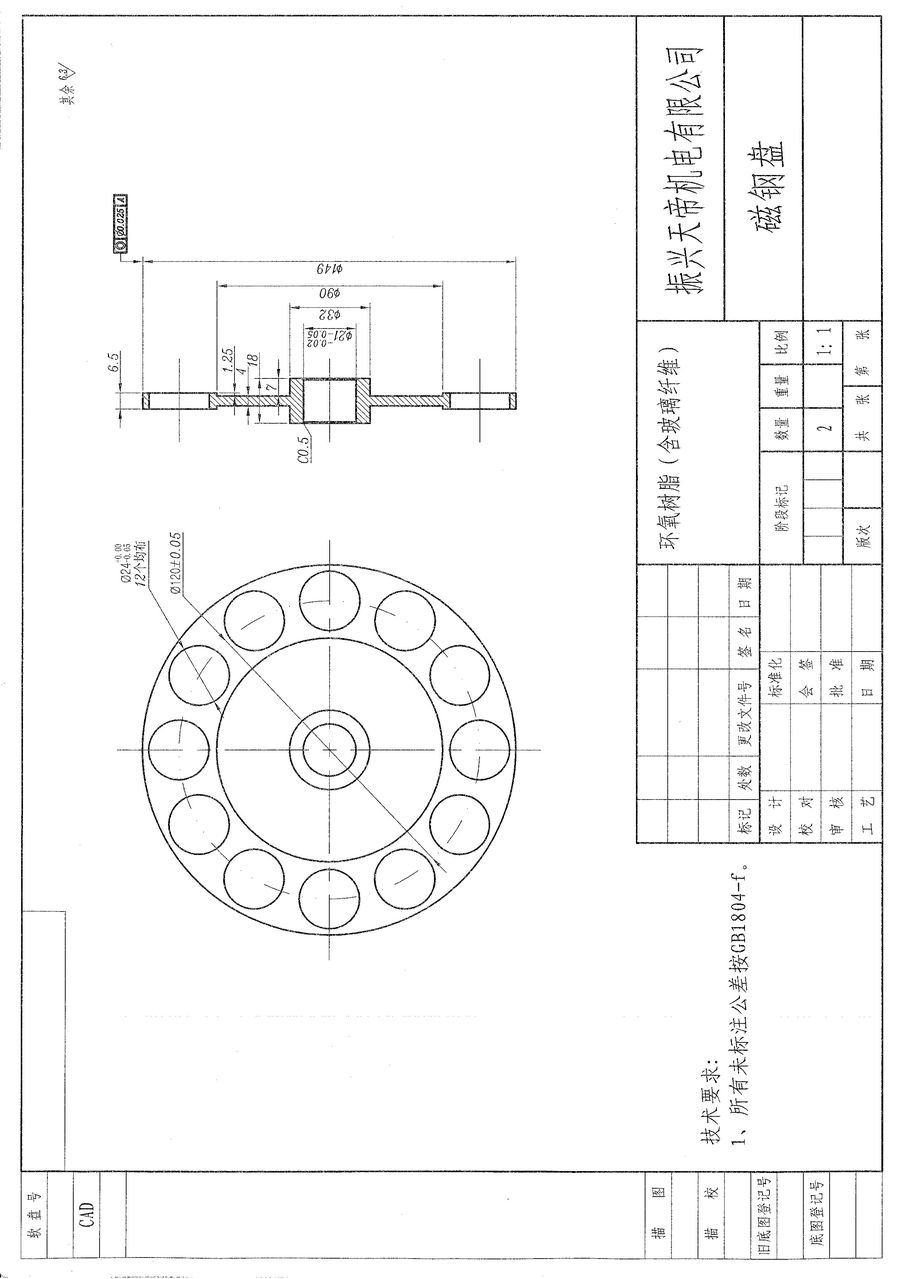 其余 6.3
◎ Ø0.025 A
ϕ149
ϕ90
ϕ32
ϕ21 -0.02 -0.05
6.5
1.25
4
18
7
C0.5
Ø24 +0.00
12个均布
Ø120±0.05
技术要求:
1、所有未标注公差按GB1804-f。
振兴天帝机电有限公司
磁钢盘
环氧树脂(含玻璃纤维)
阶段标记 数量 重量 比例
2 1:1
版次 共 张 第 张
标记 处数 更改文件号 签名 日期
设计 标准化
校对 会签
审核 批准
工艺 日期
软盘号
CAD
描图
描校
旧底图登记号
底图登记号